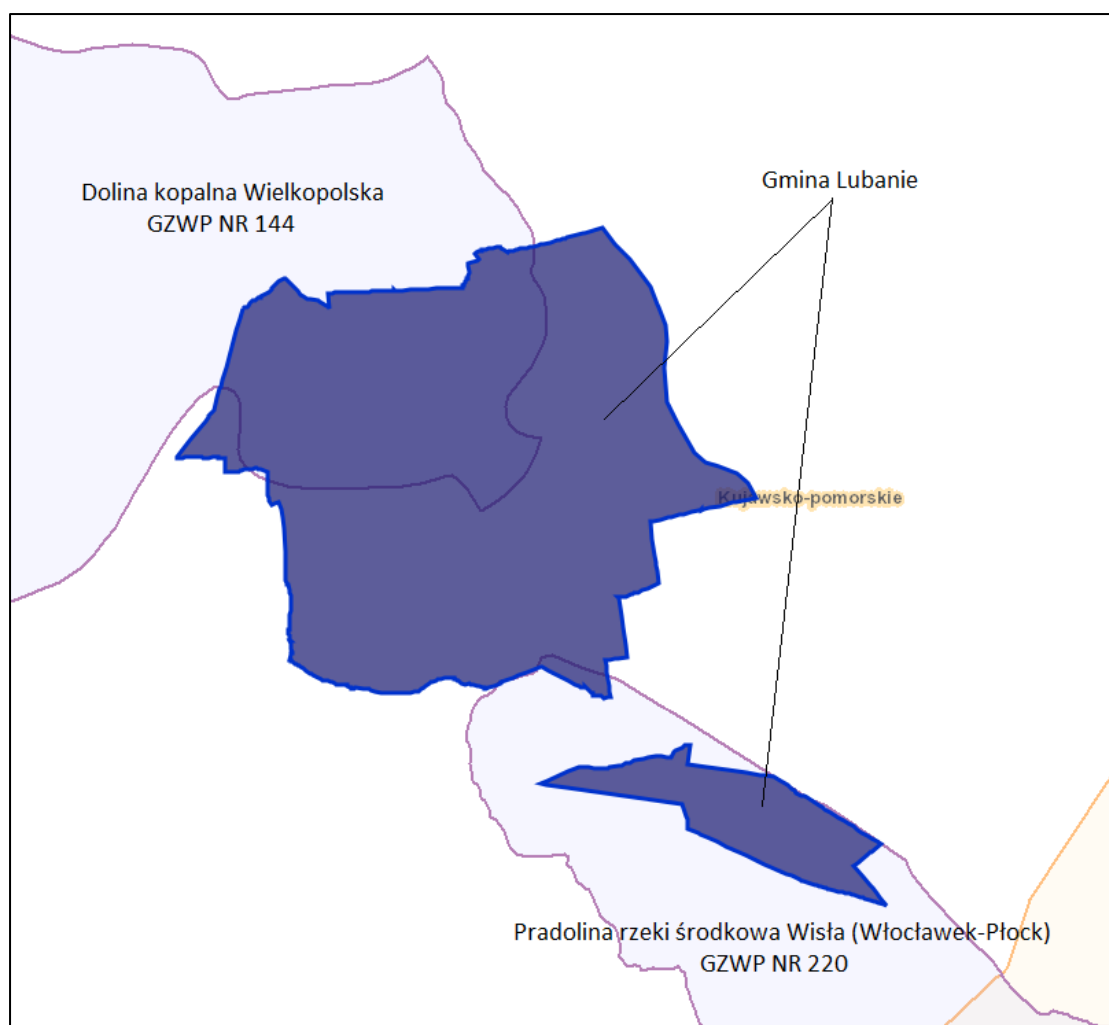 Dolina kopalna Wielkopolska
GZWP NR 144
Gmina Lubanie
Kujawsko-pomorskie
Pradolina rzeki środkowa Wisła (Włocławek-Płock)
GZWP NR 220